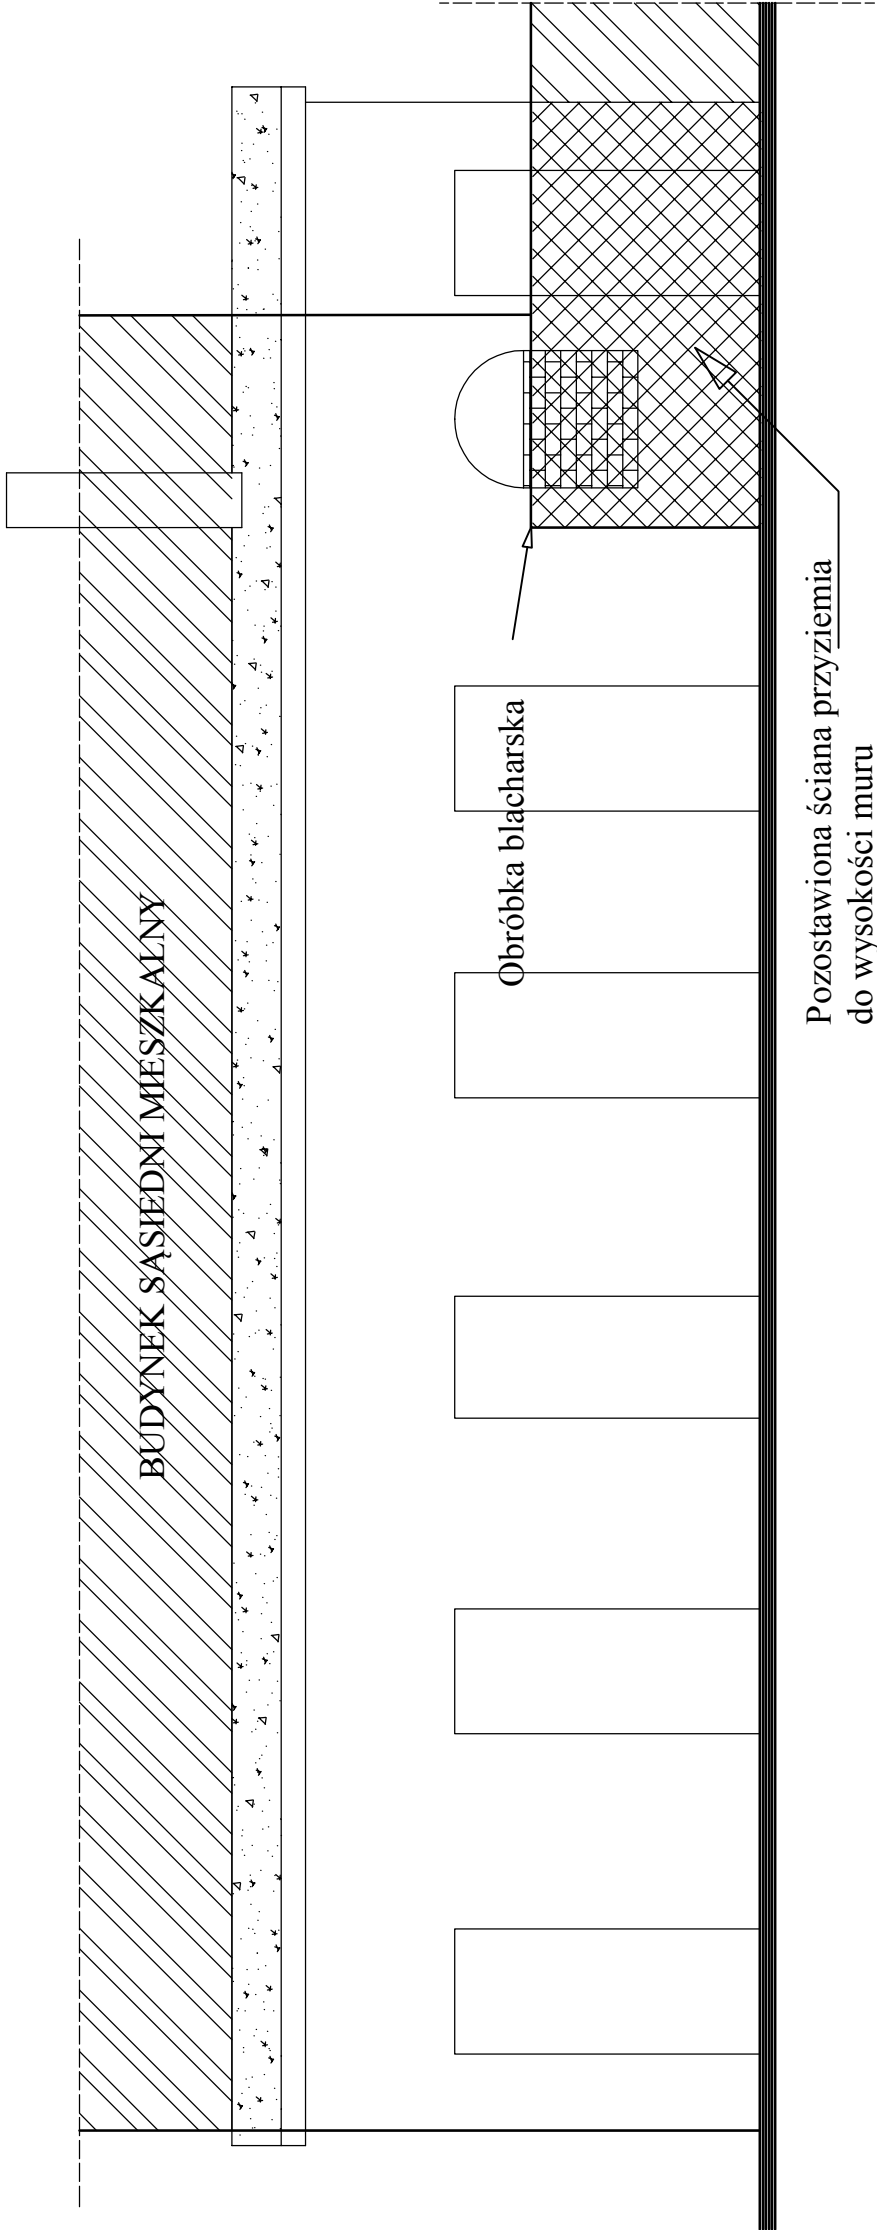 BUDYNEK SĄSIEDNI MIESZKALNY
Obróbka blacharska
Pozostawiona ściana przyziemia
do wysokości muru